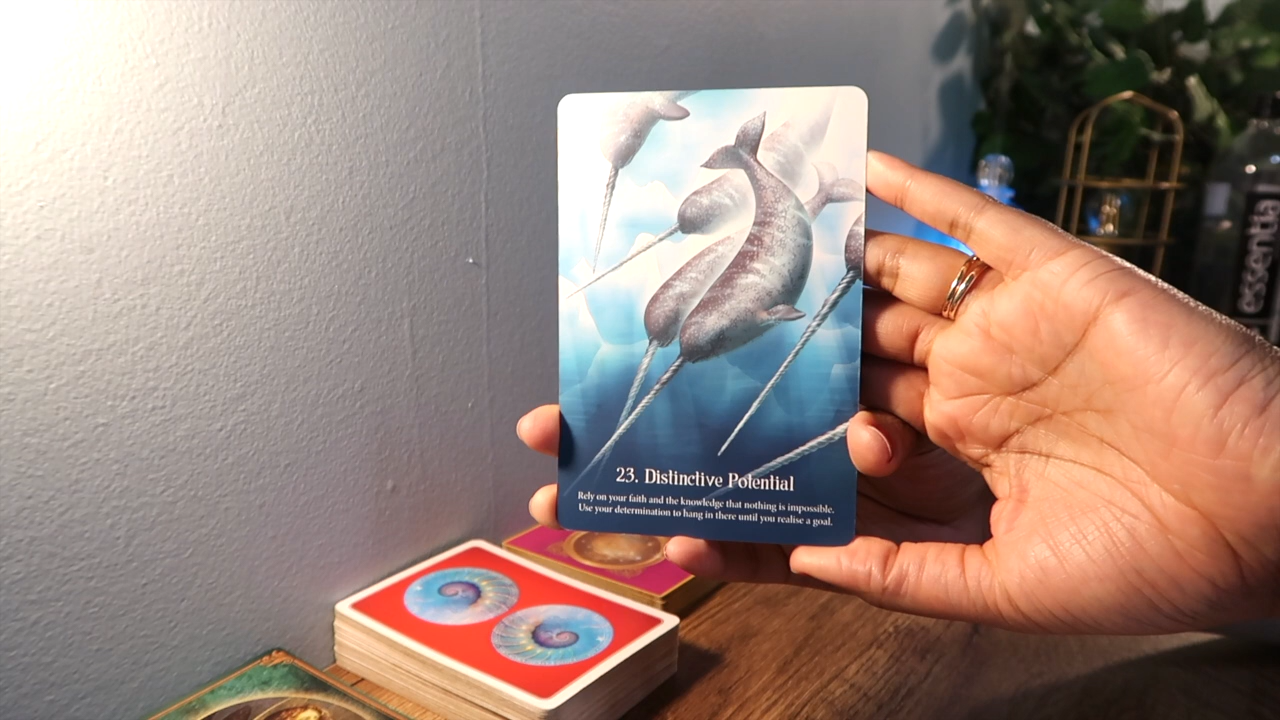 23. Distinctive Potential
Rely on your faith and the knowledge that nothing is impossible.
Use your determination to hang in there until you realise a goal.
essentia